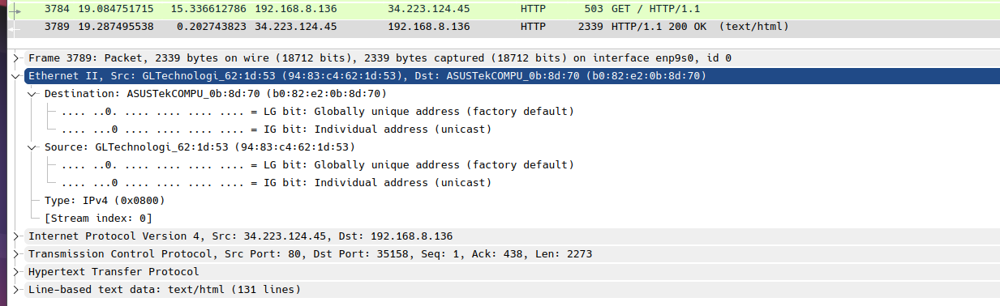 3784 19.084751715 15.336612786 192.168.8.136 34.223.124.45 HTTP 503 GET / HTTP/1.1
3789 19.287495538 0.202743823 34.223.124.45 192.168.8.136 HTTP 2339 HTTP/1.1 200 OK (text/html)
Frame 3789: Packet, 2339 bytes on wire (18712 bits), 2339 bytes captured (18712 bits) on interface enp9s0, id 0
Ethernet II, Src: GLTechnologi_62:1d:53 (94:83:c4:62:1d:53), Dst: ASUSTekCOMPU_0b:8d:70 (b0:82:e2:0b:8d:70)
Destination: ASUSTekCOMPU_0b:8d:70 (b0:82:e2:0b:8d:70)
.... ..0. .... .... .... .... = LG bit: Globally unique address (factory default)
.... ...0 .... .... .... .... = IG bit: Individual address (unicast)
Source: GLTechnologi_62:1d:53 (94:83:c4:62:1d:53)
.... ..0. .... .... .... .... = LG bit: Globally unique address (factory default)
.... ...0 .... .... .... .... = IG bit: Individual address (unicast)
Type: IPv4 (0x0800)
[Stream index: 0]
Internet Protocol Version 4, Src: 34.223.124.45, Dst: 192.168.8.136
Transmission Control Protocol, Src Port: 80, Dst Port: 35158, Seq: 1, Ack: 438, Len: 2273
Hypertext Transfer Protocol
Line-based text data: text/html (131 lines)